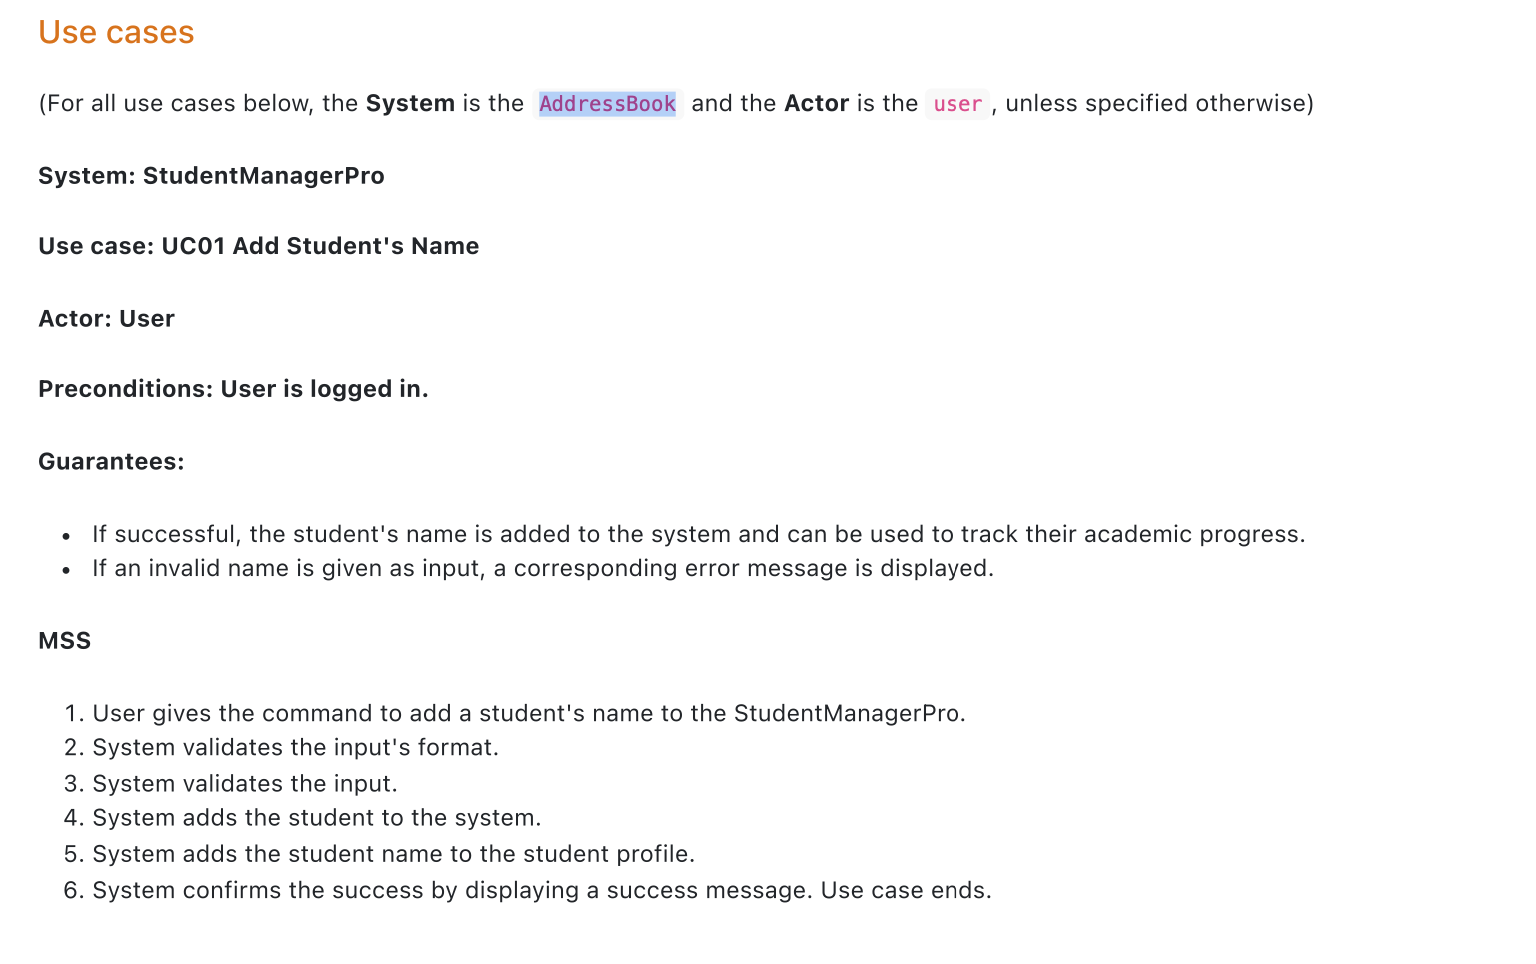 Use cases
(For all use cases below, the System is the AddressBook and the Actor is the user, unless specified otherwise)
System: StudentManagerPro
Use case: UC01 Add Student's Name
Actor: User
Preconditions: User is logged in.
Guarantees:
• If successful, the student's name is added to the system and can be used to track their academic progress.
• If an invalid name is given as input, a corresponding error message is displayed.
MSS
1. User gives the command to add a student's name to the StudentManagerPro.
2. System validates the input's format.
3. System validates the input.
4. System adds the student to the system.
5. System adds the student name to the student profile.
6. System confirms the success by displaying a success message. Use case ends.